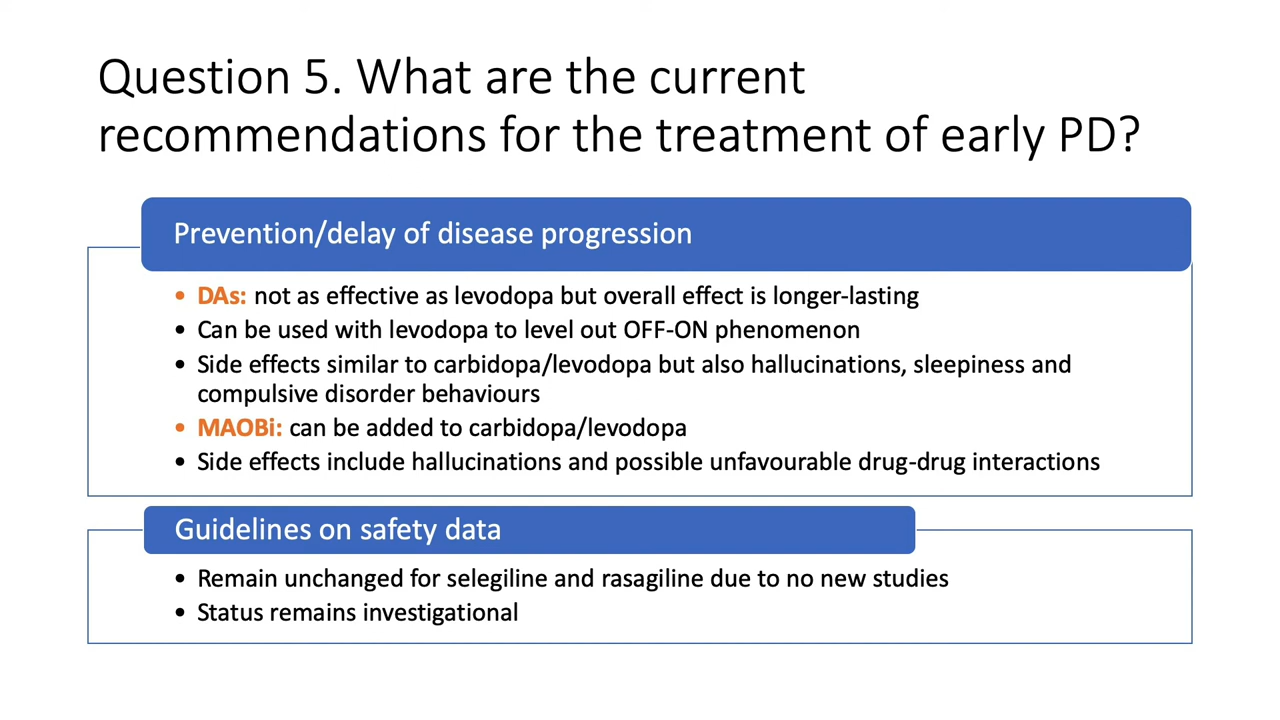 Question 5. What are the current
recommendations for the treatment of early PD?
Prevention/delay of disease progression
• DAs: not as effective as levodopa but overall effect is longer-lasting
• Can be used with levodopa to level out OFF-ON phenomenon
• Side effects similar to carbidopa/levodopa but also hallucinations, sleepiness and
compulsive disorder behaviours
• MAOBi: can be added to carbidopa/levodopa
• Side effects include hallucinations and possible unfavourable drug-drug interactions
Guidelines on safety data
• Remain unchanged for selegiline and rasagiline due to no new studies
• Status remains investigational